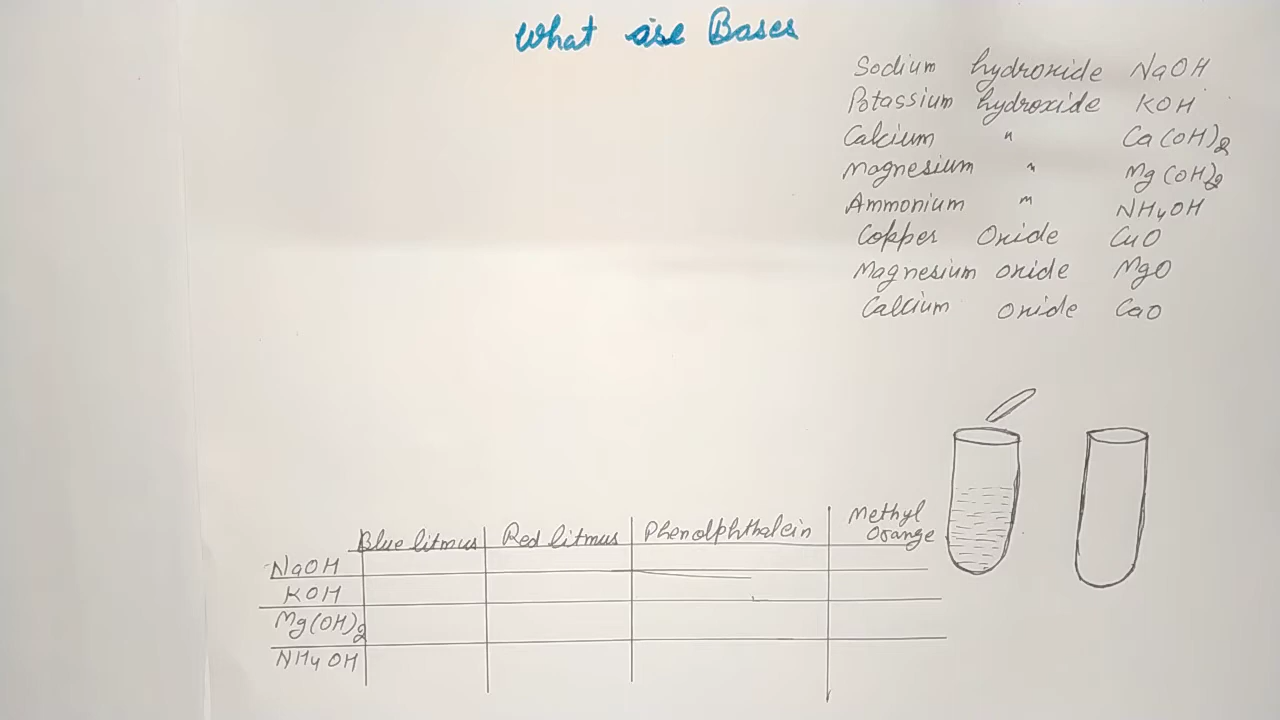 What are Bases
Sodium hydroxide NaOH
Potassium hydroxide KOH
Calcium " Ca(OH)2
Magnesium " Mg(OH)2
Ammonium " NH4OH
Copper Oxide CuO
Magnesium oxide MgO
Calcium oxide CaO
Blue litmus Red litmus Phenolphthalein Methyl Orange
NaOH
KOH
Mg(OH)2
NH4OH